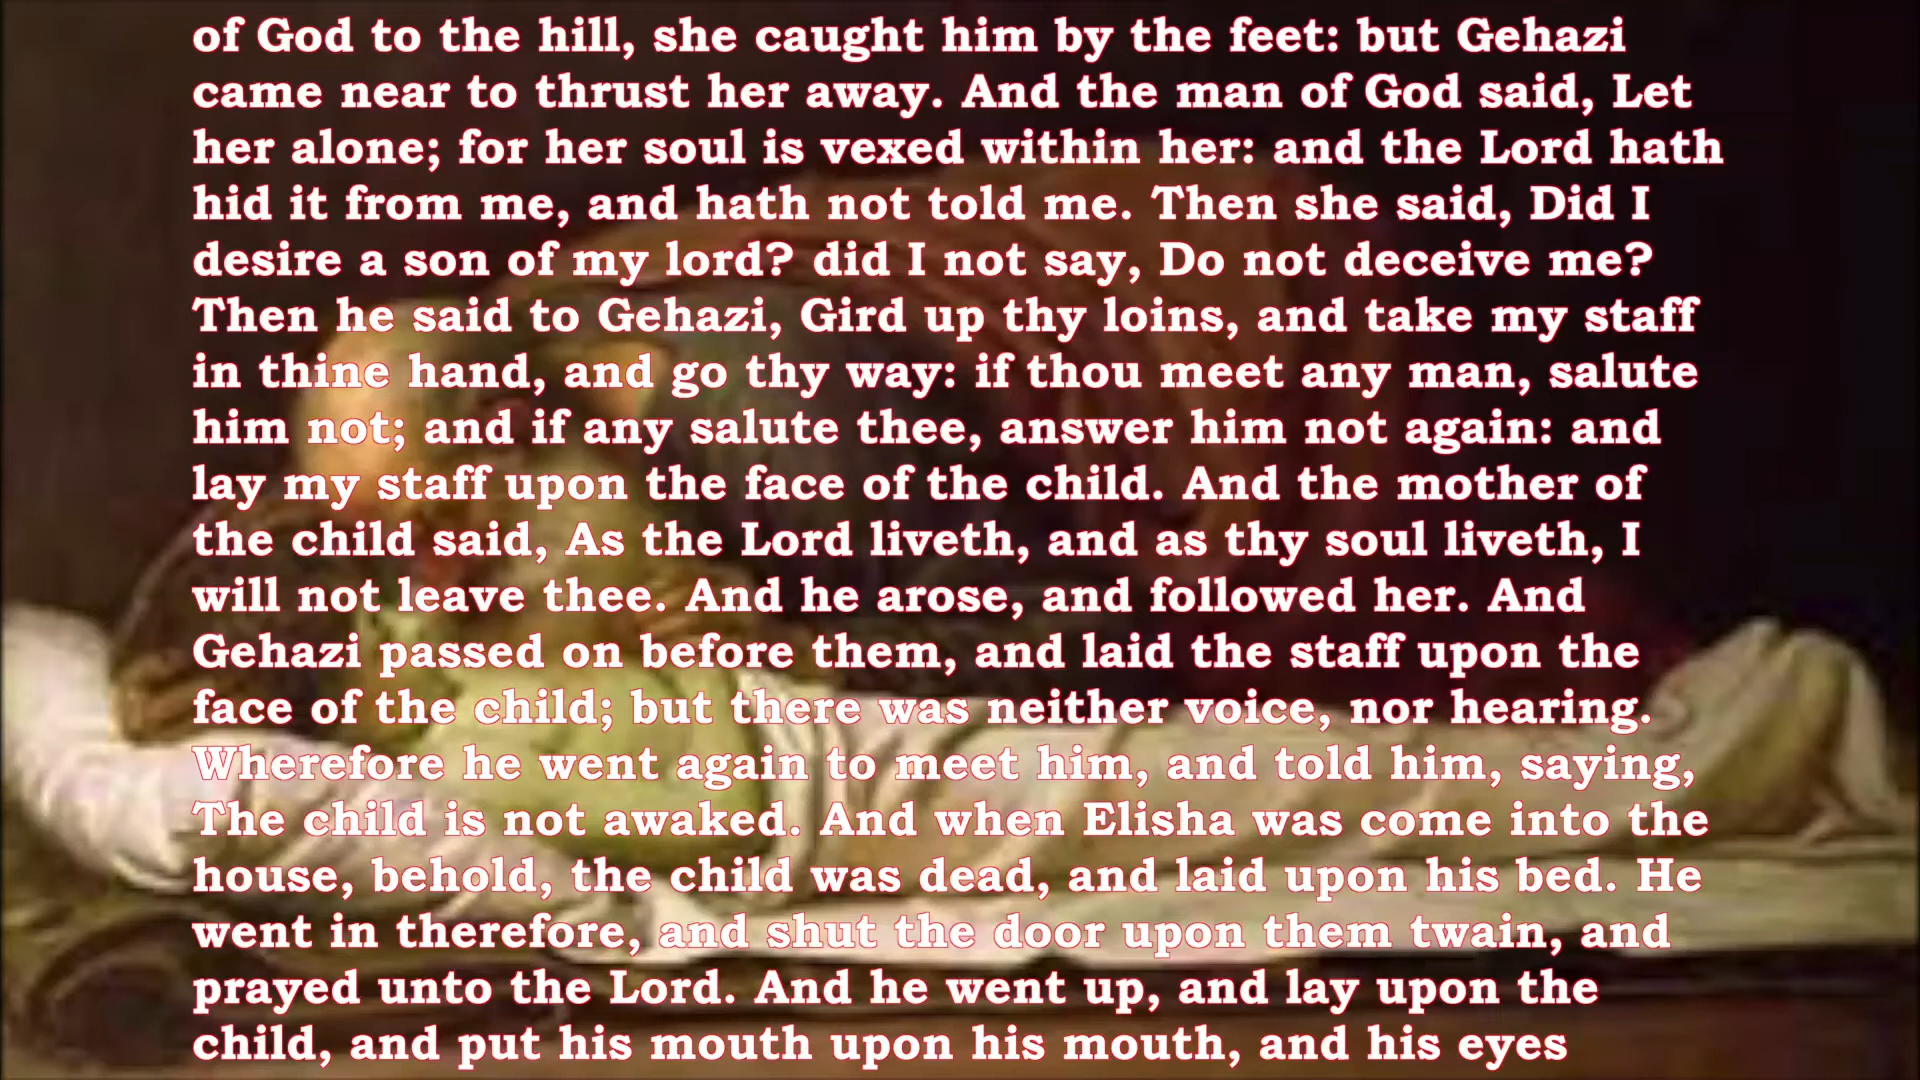 of God to the hill, she caught him by the feet: but Gehazi
came near to thrust her away. And the man of God said, Let
her alone; for her soul is vexed within her: and the Lord hath
hid it from me, and hath not told me. Then she said, Did I
desire a son of my lord? did I not say, Do not deceive me?
Then he said to Gehazi, Gird up thy loins, and take my staff
in thine hand, and go thy way: if thou meet any man, salute
him not; and if any salute thee, answer him not again: and
lay my staff upon the face of the child. And the mother of
the child said, As the Lord liveth, and as thy soul liveth, I
will not leave thee. And he arose, and followed her. And
Gehazi passed on before them, and laid the staff upon the
face of the child; but there was neither voice, nor hearing.
Wherefore he went again to meet him, and told him, saying,
The child is not awaked. And when Elisha was come into the
house, behold, the child was dead, and laid upon his bed. He
went in therefore, and shut the door upon them twain, and
prayed unto the Lord. And he went up, and lay upon the
child, and put his mouth upon his mouth, and his eyes